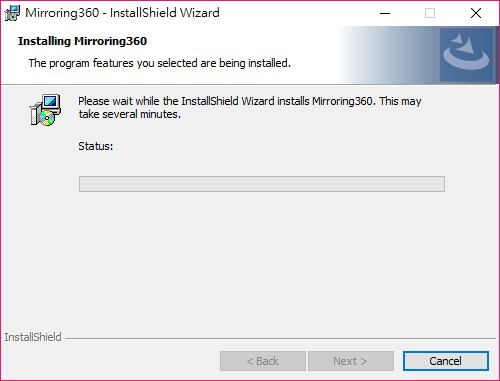 Mirroring360 - InstallShield Wizard
Installing Mirroring360
The program features you selected are being installed.
Please wait while the InstallShield Wizard installs Mirroring360. This may
take several minutes.
Status:
InstallShield
< Back
Next >
Cancel